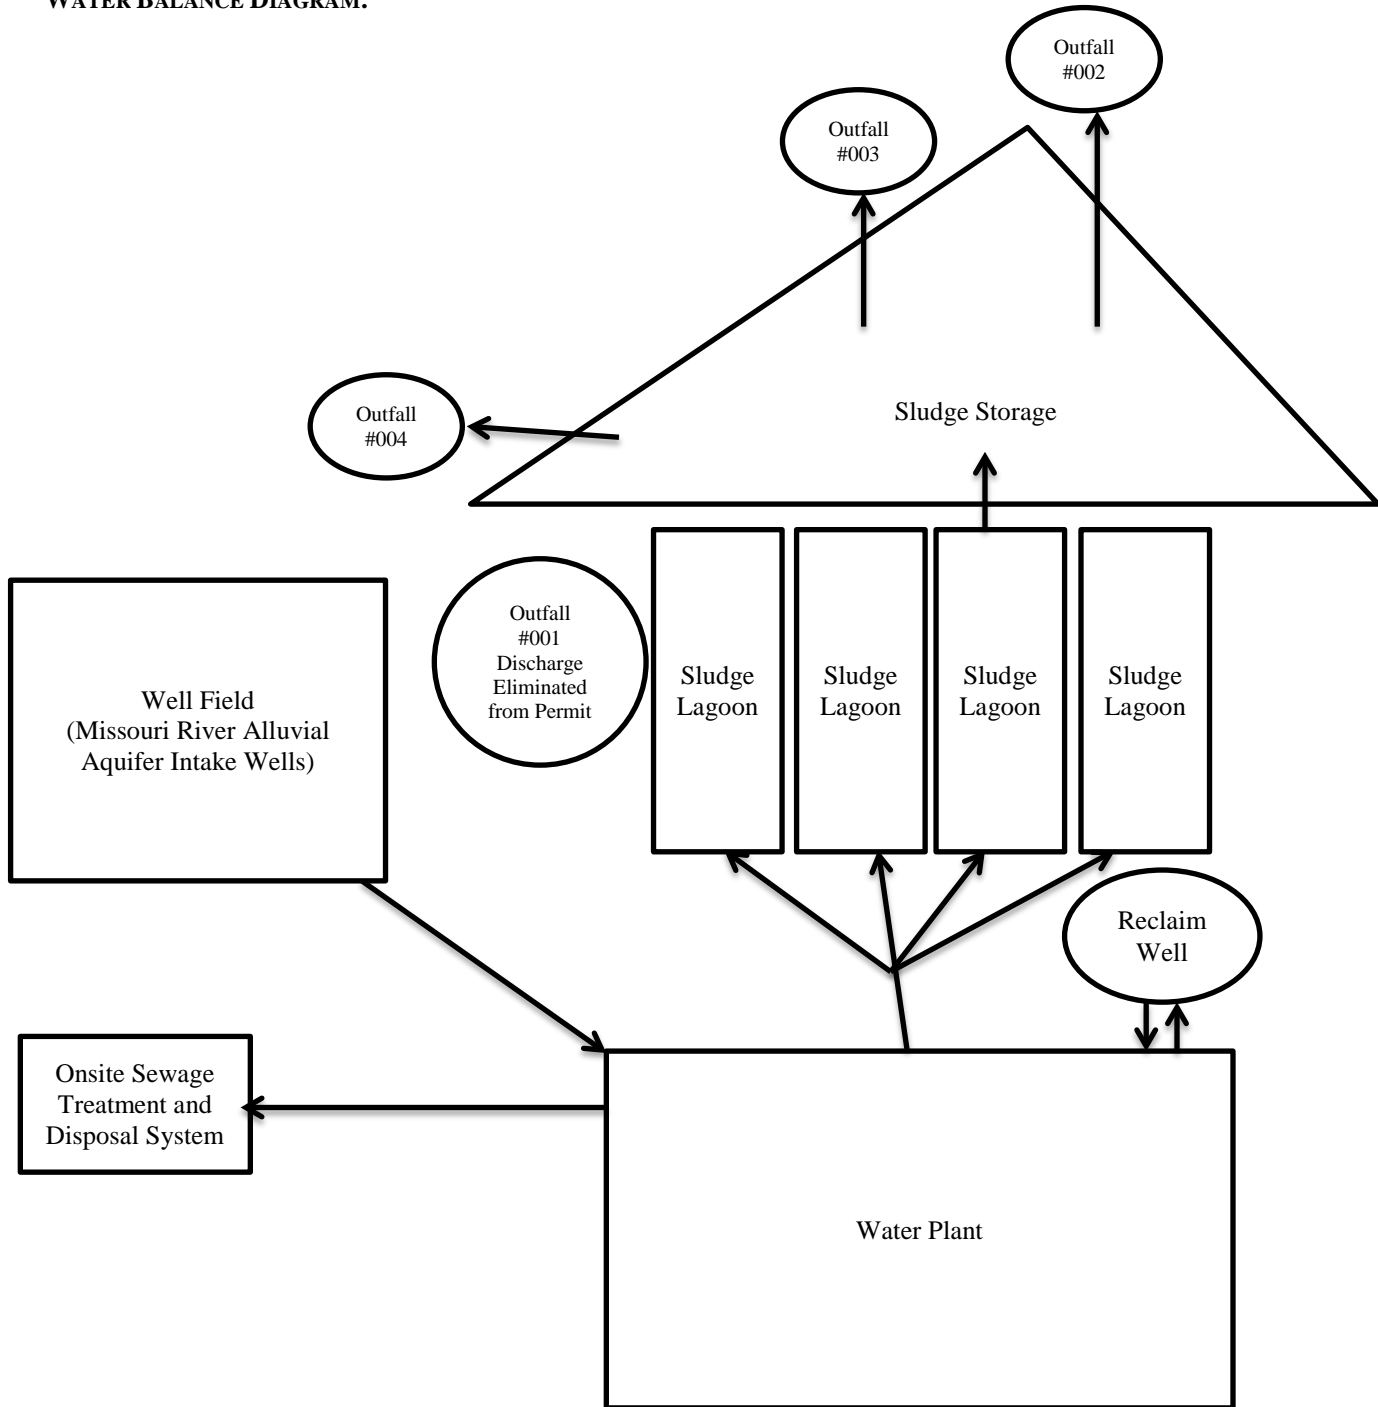 WATER BALANCE DIAGRAM:
Outfall
#002
Outfall
#003
Outfall
#004
Sludge Storage
Outfall
#001
Discharge
Eliminated
from Permit
Sludge
Lagoon
Sludge
Lagoon
Sludge
Lagoon
Sludge
Lagoon
Well Field
(Missouri River Alluvial
Aquifer Intake Wells)
Reclaim
Well
Onsite Sewage
Treatment and
Disposal System
Water Plant